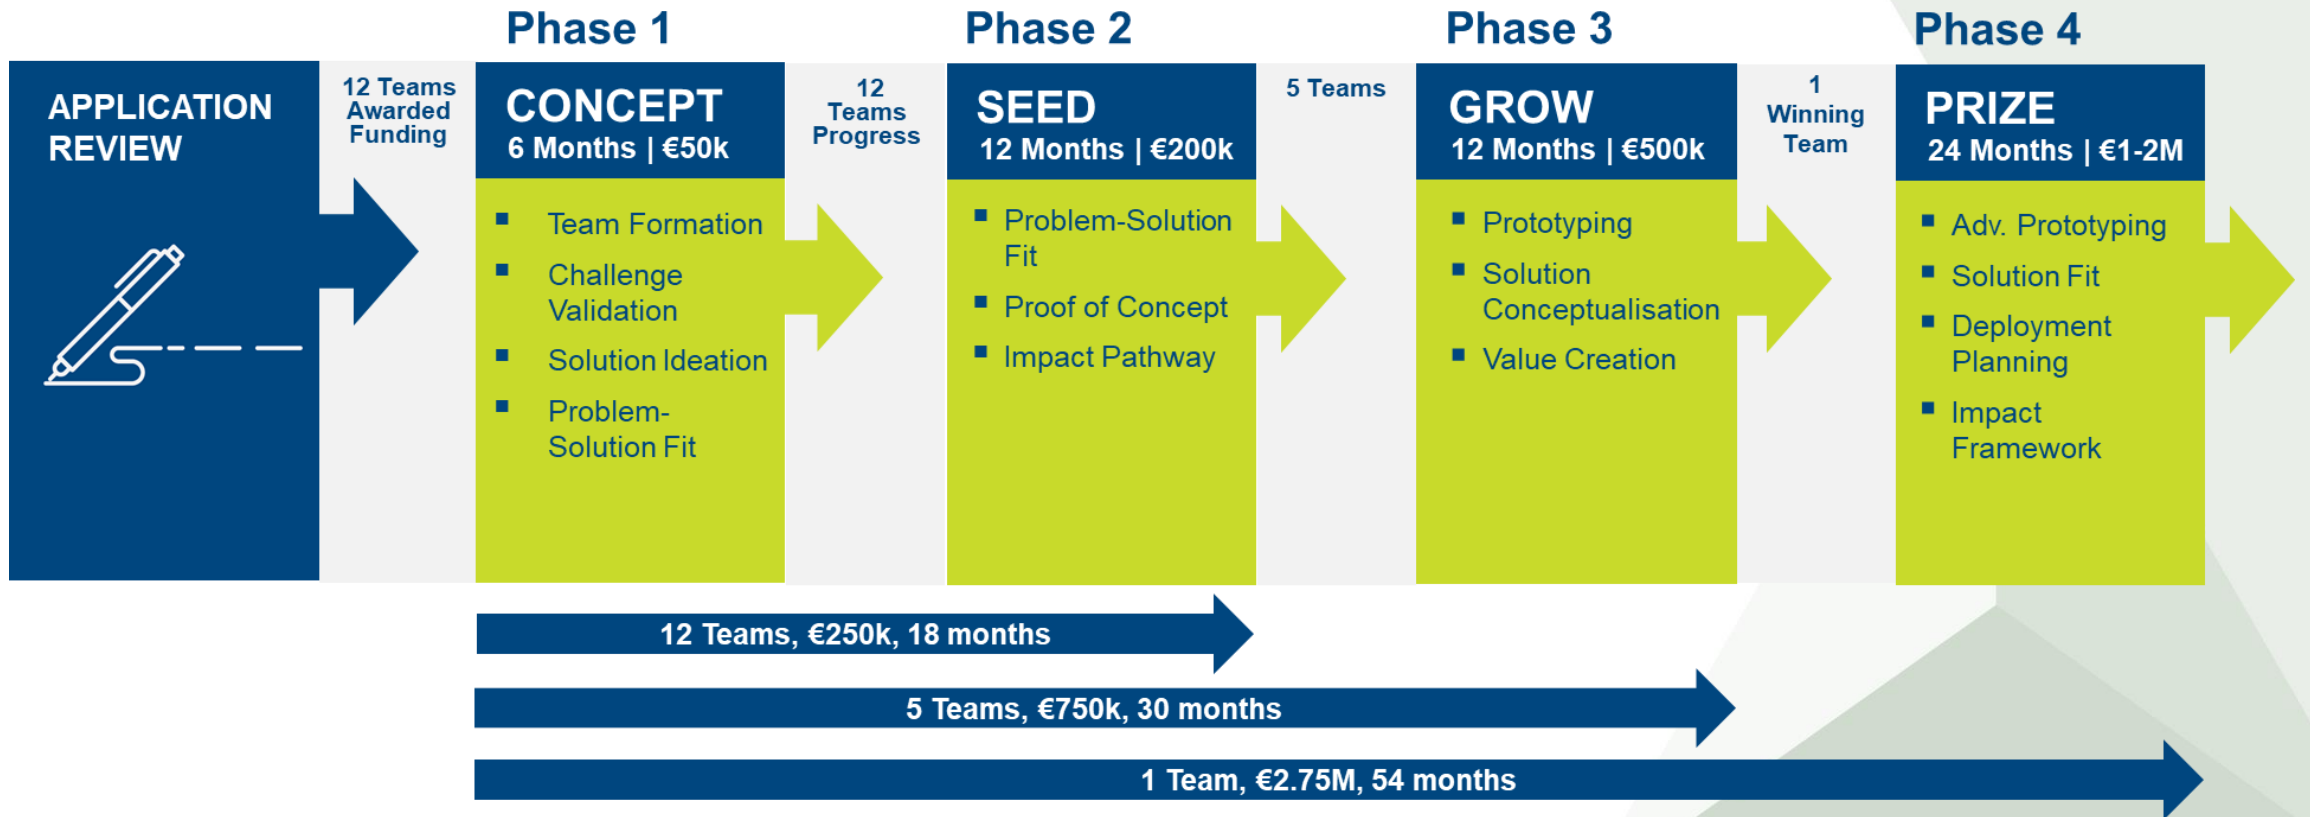 Phase 1
Phase 2
Phase 3
Phase 4
APPLICATION
REVIEW
12 Teams
Awarded
Funding
CONCEPT
6 Months | €50k
▪ Team Formation
▪ Challenge
Validation
▪ Solution Ideation
▪ Problem-
Solution Fit
12
Teams
Progress
SEED
12 Months | €200k
▪ Problem-Solution
Fit
▪ Proof of Concept
▪ Impact Pathway
5 Teams
GROW
12 Months | €500k
▪ Prototyping
▪ Solution
Conceptualisation
▪ Value Creation
1
Winning
Team
PRIZE
24 Months | €1-2M
▪ Adv. Prototyping
▪ Solution Fit
▪ Deployment
Planning
▪ Impact
Framework
12 Teams, €250k, 18 months
5 Teams, €750k, 30 months
1 Team, €2.75M, 54 months